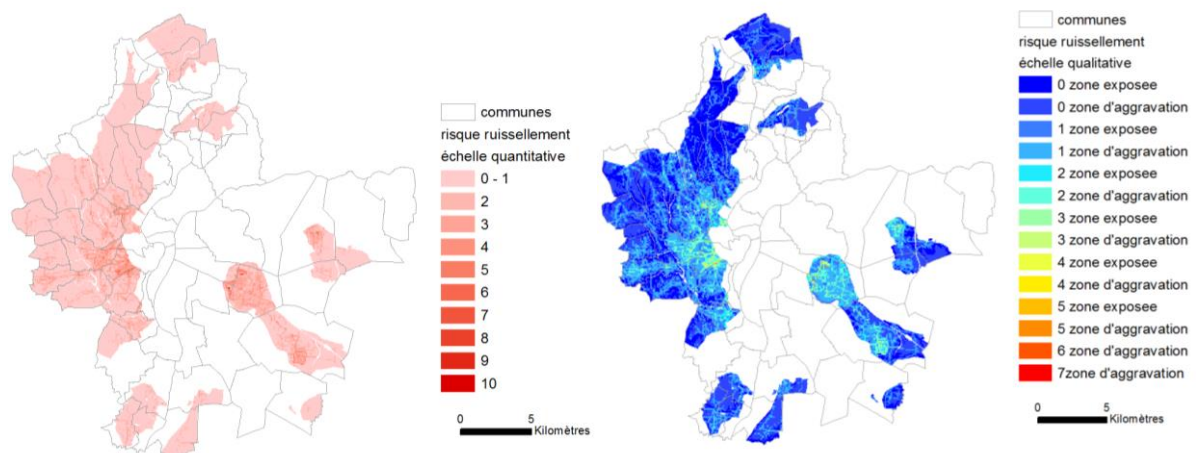 communes
risque ruissellement
échelle quantitative
0 - 1
2
3
4
5
6
7
8
9
10
0 5
Kilomètres
communes
risque ruissellement
échelle qualitative
0 zone exposee
0 zone d'aggravation
1 zone exposee
1 zone d'aggravation
2 zone exposee
2 zone d'aggravation
3 zone exposee
3 zone d'aggravation
4 zone exposee
4 zone d'aggravation
5 zone exposee
5 zone d'aggravation
6 zone d'aggravation
7zone d'aggravation
0 5
Kilomètres